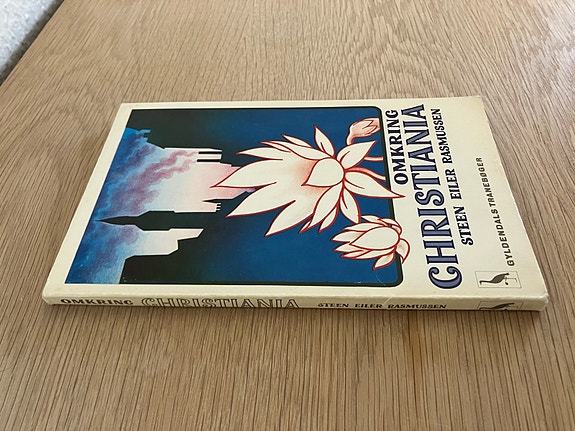 OMKRING
CHRISTIANIA
STEEN EILER RASMUSSEN
GYLDENDALS TRANEBØGER
OMKRING CHRISTIANIA STEEN EILER RASMUSSEN